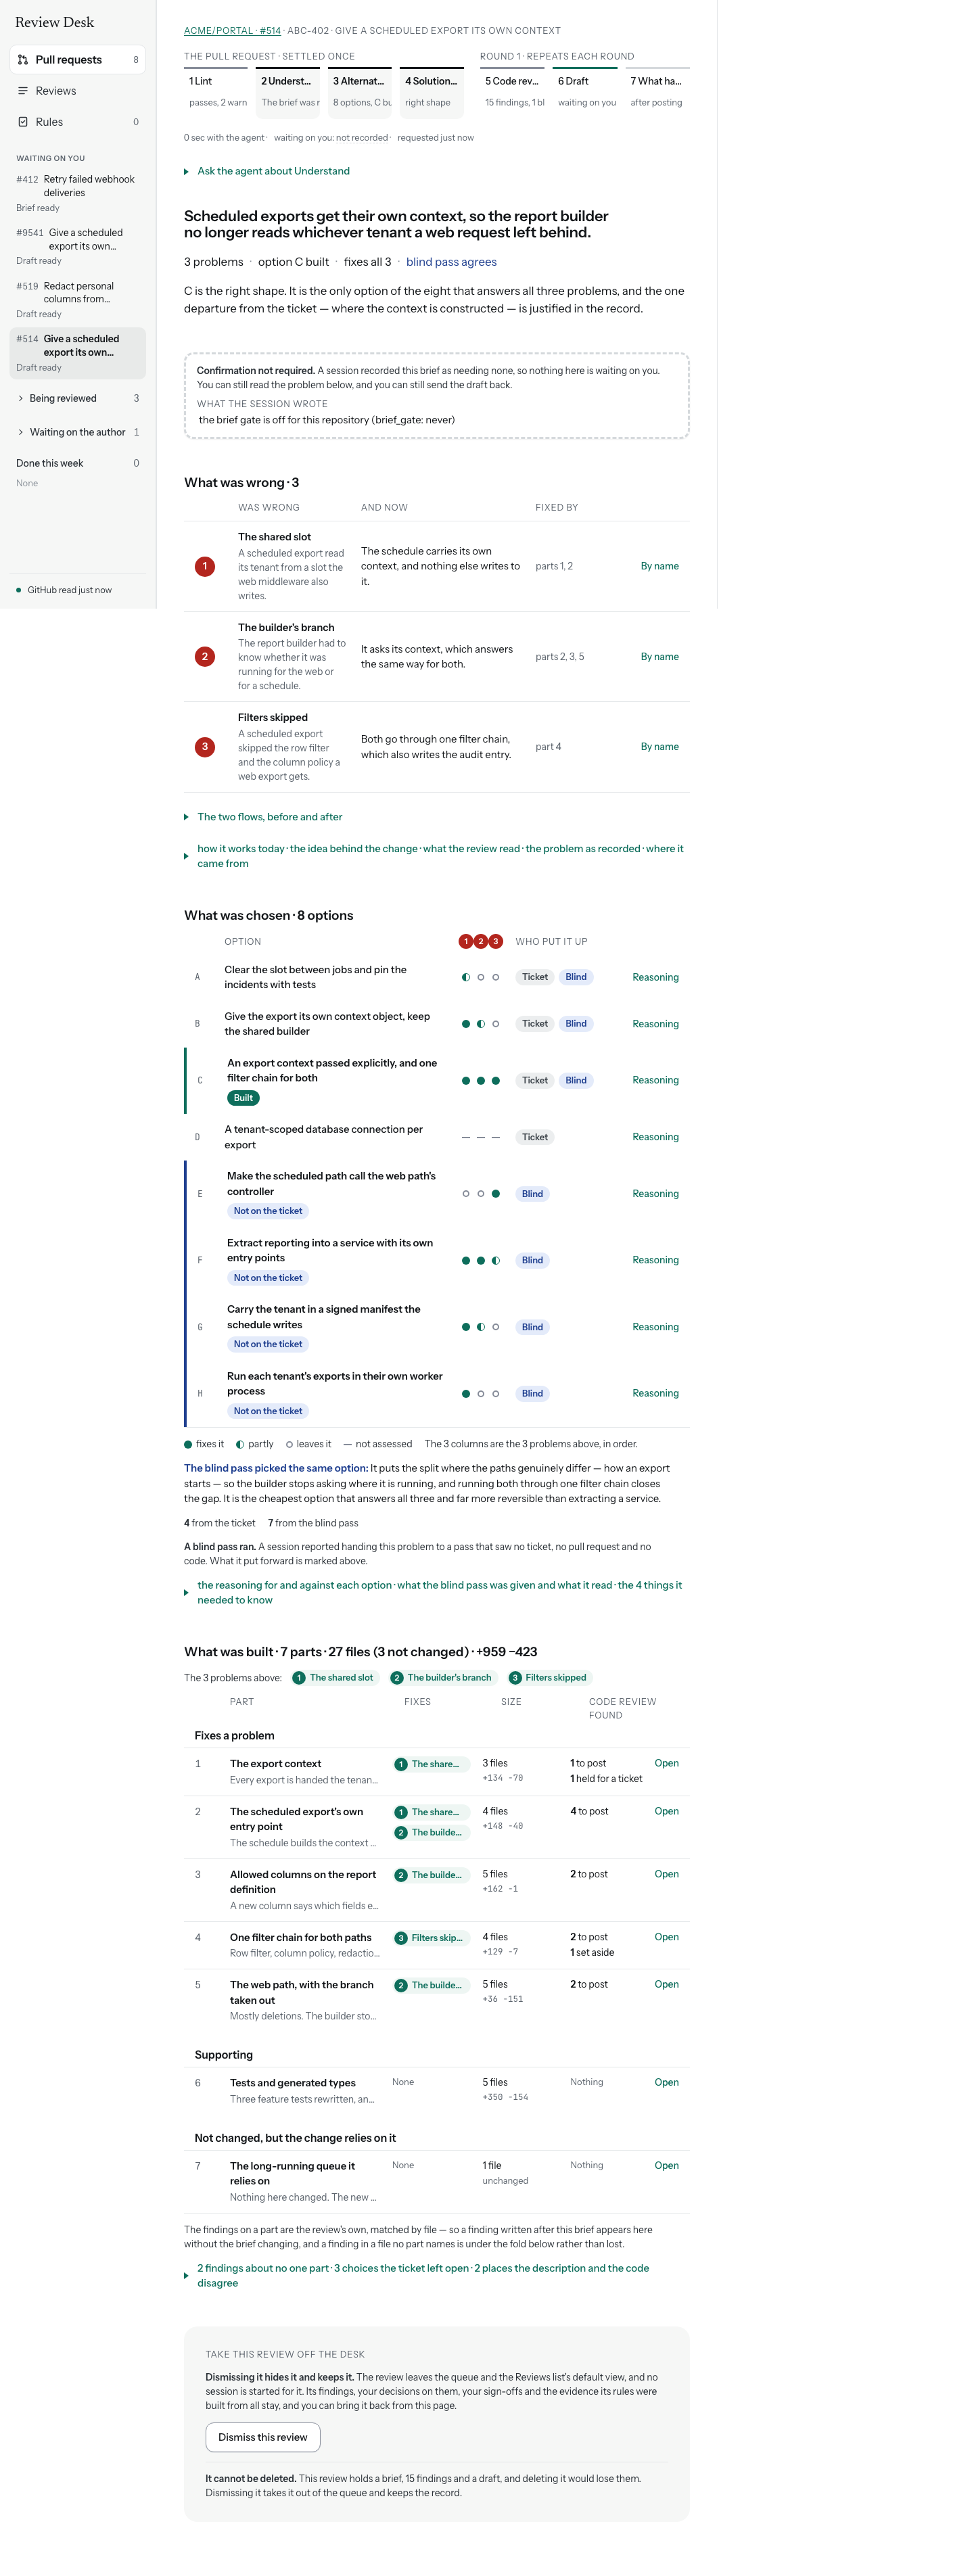 Review Desk
Pull requests 8
Reviews
Rules 0
WAITING ON YOU
#412 Retry failed webhook
deliveries
Brief ready
#9541 Give a scheduled
export its own…
Draft ready
#519 Redact personal
columns from…
Draft ready
#514 Give a scheduled
export its own…
Draft ready
Being reviewed 3
Waiting on the author 1
Done this week 0
None
GitHub read just now
ACME/PORTAL · #514 · ABC-402 · GIVE A SCHEDULED EXPORT ITS OWN CONTEXT
THE PULL REQUEST · SETTLED ONCE
1 Lint
passes, 2 warn
2 Underst…
The brief was r
3 Alternat…
8 options, C bu
4 Solution…
right shape
ROUND 1 · REPEATS EACH ROUND
5 Code rev…
15 findings, 1 bl
6 Draft
waiting on you
7 What ha…
after posting
0 sec with the agent · waiting on you: not recorded · requested just now
Ask the agent about Understand
Scheduled exports get their own context, so the report builder
no longer reads whichever tenant a web request left behind.
3 problems · option C built · fixes all 3 · blind pass agrees
C is the right shape. It is the only option of the eight that answers all three problems, and the one
departure from the ticket — where the context is constructed — is justified in the record.
Confirmation not required. A session recorded this brief as needing none, so nothing here is waiting on you.
You can still read the problem below, and you can still send the draft back.
WHAT THE SESSION WROTE
the brief gate is off for this repository (brief_gate: never)
What was wrong · 3
WAS WRONG AND NOW FIXED BY
1
The shared slot
A scheduled export read
its tenant from a slot the
web middleware also
writes.
The schedule carries its own
context, and nothing else writes to
it.
parts 1, 2
By name
2
The builder's branch
The report builder had to
know whether it was
running for the web or
for a schedule.
It asks its context, which answers
the same way for both.
parts 2, 3, 5
By name
3
Filters skipped
A scheduled export
skipped the row filter
and the column policy a
web export gets.
Both go through one filter chain,
which also writes the audit entry.
part 4
By name
The two flows, before and after
how it works today · the idea behind the change · what the review read · the problem as recorded · where it
came from
What was chosen · 8 options
OPTION 1 2 3 WHO PUT IT UP
A Clear the slot between jobs and pin the
incidents with tests
Ticket Blind Reasoning
B Give the export its own context object, keep
the shared builder
Ticket Blind Reasoning
C An export context passed explicitly, and one
filter chain for both
Built
Ticket Blind Reasoning
D A tenant-scoped database connection per
export
Ticket Reasoning
E Make the scheduled path call the web path's
controller
Not on the ticket
Blind Reasoning
F Extract reporting into a service with its own
entry points
Not on the ticket
Blind Reasoning
G Carry the tenant in a signed manifest the
schedule writes
Not on the ticket
Blind Reasoning
H Run each tenant's exports in their own worker
process
Not on the ticket
Blind Reasoning
fixes it partly leaves it — not assessed The 3 columns are the 3 problems above, in order.
The blind pass picked the same option: It puts the split where the paths genuinely differ — how an export
starts — so the builder stops asking where it is running, and running both through one filter chain closes
the gap. It is the cheapest option that answers all three and far more reversible than extracting a service.
4 from the ticket 7 from the blind pass
A blind pass ran. A session reported handing this problem to a pass that saw no ticket, no pull request and no
code. What it put forward is marked above.
the reasoning for and against each option · what the blind pass was given and what it read · the 4 things it
needed to know
What was built · 7 parts · 27 files (3 not changed) · +959 −423
The 3 problems above: 1 The shared slot 2 The builder's branch 3 Filters skipped
PART FIXES SIZE CODE REVIEW
FOUND
Fixes a problem
1 The export context
Every export is handed the tenan…
1 The share…
3 files
+134 -70
1 to post
1 held for a ticket
Open
2 The scheduled export's own
entry point
The schedule builds the context …
1 The share…
2 The builde…
4 files
+148 -40
4 to post
Open
3 Allowed columns on the report
definition
A new column says which fields e…
2 The builde…
5 files
+162 -1
2 to post
Open
4 One filter chain for both paths
Row filter, column policy, redactio…
3 Filters skip…
4 files
+129 -7
2 to post
1 set aside
Open
5 The web path, with the branch
taken out
Mostly deletions. The builder sto…
2 The builde…
5 files
+36 -151
2 to post
Open
Supporting
6 Tests and generated types
Three feature tests rewritten, an…
None
5 files
+350 -154
Nothing
Open
Not changed, but the change relies on it
7 The long-running queue it
relies on
Nothing here changed. The new …
None
1 file
unchanged
Nothing
Open
The findings on a part are the review's own, matched by file — so a finding written after this brief appears here
without the brief changing, and a finding in a file no part names is under the fold below rather than lost.
2 findings about no one part · 3 choices the ticket left open · 2 places the description and the code
disagree
TAKE THIS REVIEW OFF THE DESK
Dismissing it hides it and keeps it. The review leaves the queue and the Reviews list's default view, and no
session is started for it. Its findings, your decisions on them, your sign-offs and the evidence its rules were
built from all stay, and you can bring it back from this page.
Dismiss this review
It cannot be deleted. This review holds a brief, 15 findings and a draft, and deleting it would lose them.
Dismissing it takes it out of the queue and keeps the record.